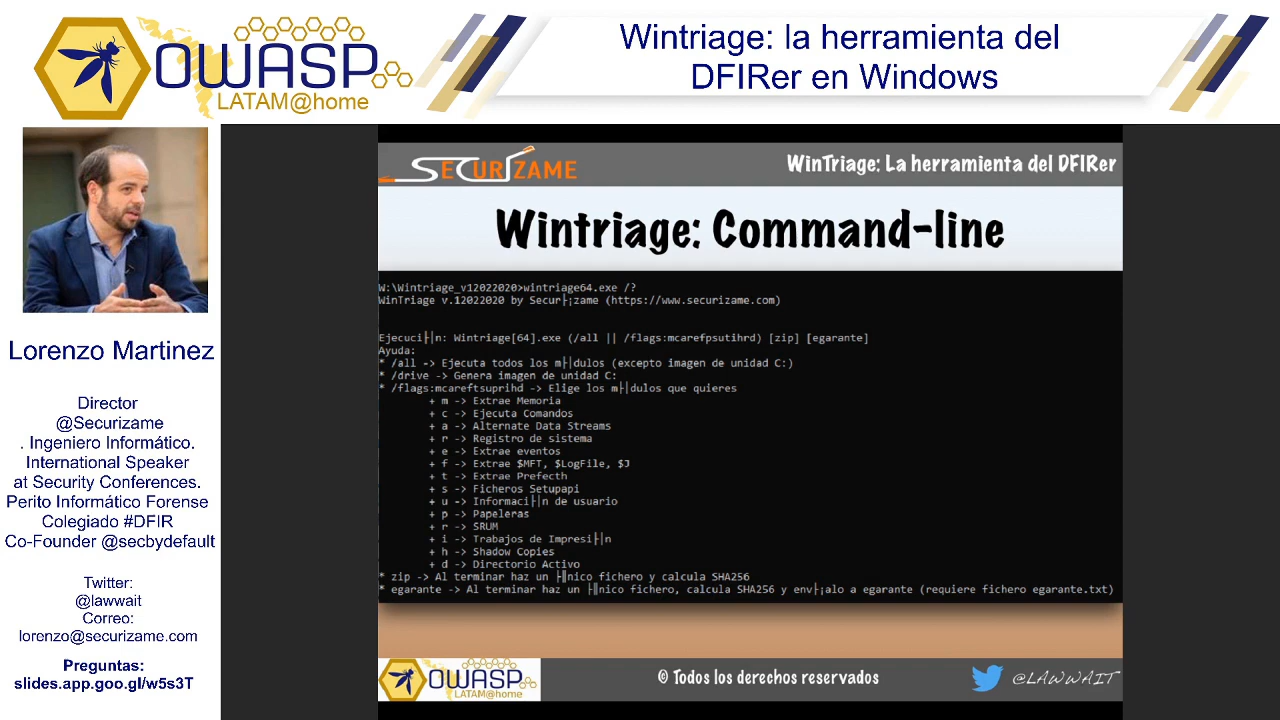 OWASP
LATAM@home
Wintriage: la herramienta del
DFIRer en Windows
Lorenzo Martinez
Director
@Securizame
. Ingeniero Informático.
International Speaker
at Security Conferences.
Perito Informático Forense
Colegiado #DFIR
Co-Founder @secbydefault
Twitter:
@lawwait
Correo:
lorenzo@securizame.com
Preguntas:
slides.app.goo.gl/w5s3T
SECURIZAME
WinTriage: La herramienta del DFIRer
Wintriage: Command-line
W:\Wintriage_v12022020>wintriage64.exe /?
WinTriage v.12022020 by Secur├¡zame (https://www.securizame.com)
Ejecuci├│n: Wintriage[64].exe (/all || /flags:mcarefpsutihrd) [zip] [egarante]
Ayuda:
* /all -> Ejecuta todos los m├│dulos (excepto imagen de unidad C:)
* /drive -> Genera imagen de unidad C:
* /flags:mcareftsuprihd -> Elige los m├│dulos que quieres
+ m -> Extrae Memoria
+ c -> Ejecuta Comandos
+ a -> Alternate Data Streams
+ r -> Registro de sistema
+ e -> Extrae eventos
+ f -> Extrae $MFT, $LogFile, $J
+ t -> Extrae Prefecth
+ s -> Ficheros Setupapi
+ u -> Informaci├│n de usuario
+ p -> Papeleras
+ r -> SRUM
+ i -> Trabajos de Impresi├│n
+ h -> Shadow Copies
+ d -> Directorio Activo
* zip -> Al terminar haz un ├║nico fichero y calcula SHA256
* egarante -> Al terminar haz un ├║nico fichero, calcula SHA256 y env├¡alo a egarante (requiere fichero egarante.txt)
OWASP
LATAM@home
© Todos los derechos reservados
@LAWWAIT